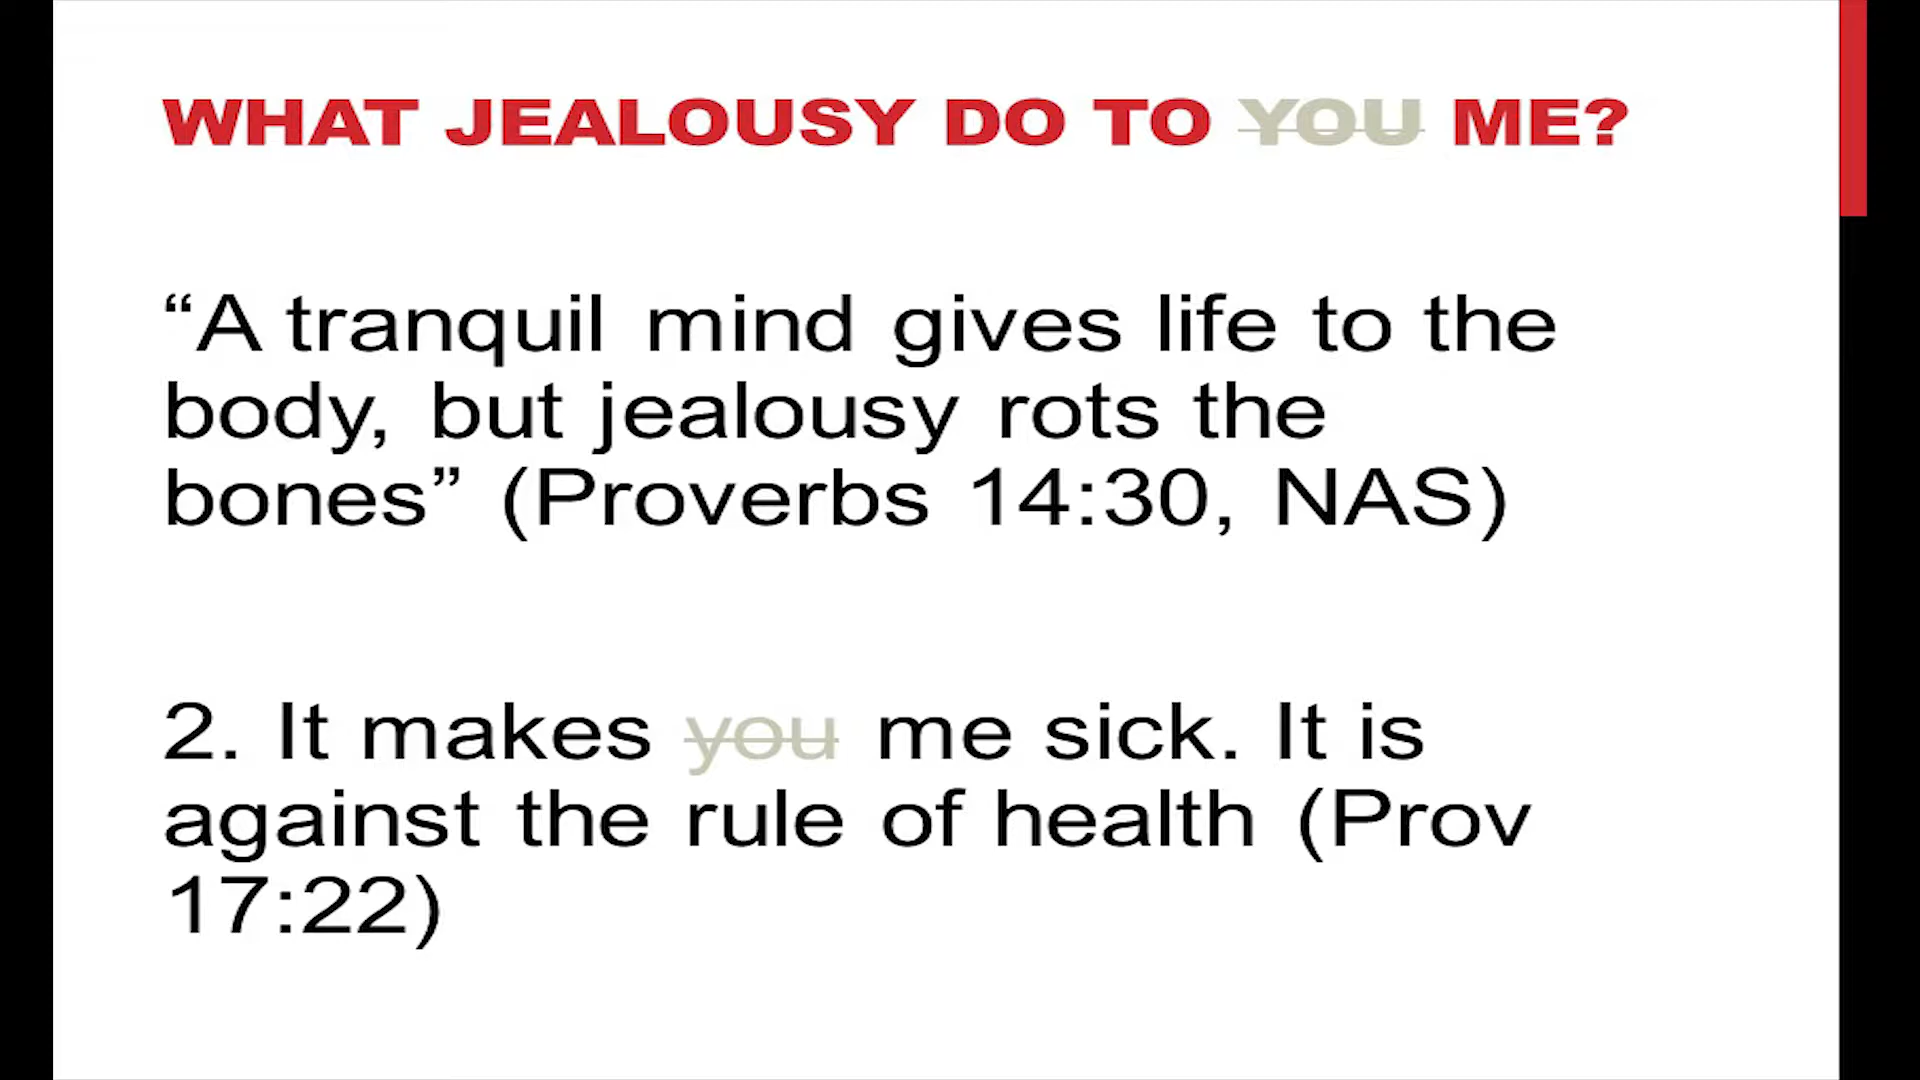 WHAT JEALOUSY DO TO YOU ME?
“A tranquil mind gives life to the
body, but jealousy rots the
bones” (Proverbs 14:30, NAS)
2. It makes you me sick. It is
against the rule of health (Prov
17:22)